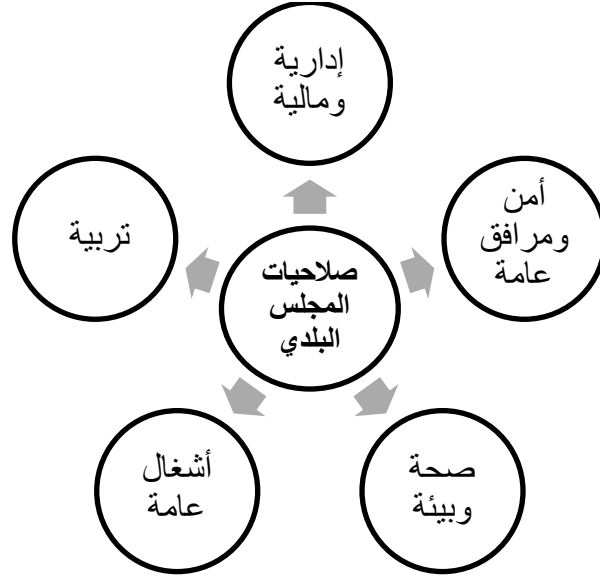 إدارية
ومالية
أمن
ومرافق
عامة
صحة
وبيئة
أشغال
عامة
تربية
صلاحيات
المجلس
البلدي